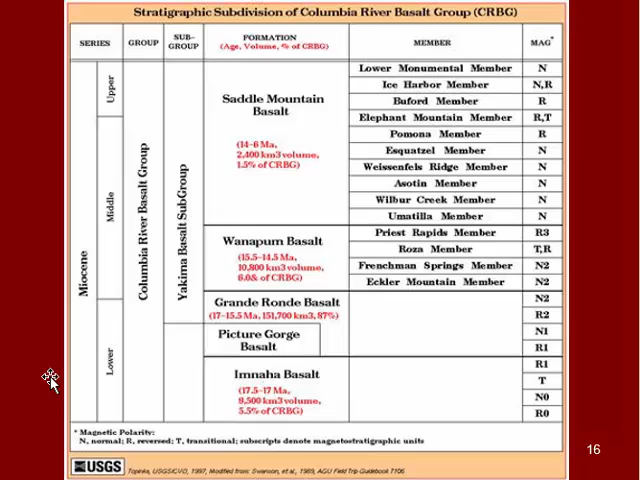 Stratigraphic Subdivision of Columbia River Basalt Group (CRBG)
SERIES
GROUP
SUB-
GROUP
FORMATION
(Age, Volume, % of CRBG)
MEMBER
MAG*
Miocene
Upper
Middle
Lower
Columbia River Basalt Group
Yakima Basalt SubGroup
Saddle Mountain
Basalt
(14-6 Ma,
2,400 km3 volume,
1.5% of CRBG)
Lower Monumental Member N
Ice Harbor Member N,R
Buford Member R
Elephant Mountain Member R,T
Pomona Member R
Esquatzel Member N
Weissenfels Ridge Member N
Asotin Member N
Wilbur Creek Member N
Umatilla Member N
Wanapum Basalt
(15.5-14.5 Ma,
10,800 km3 volume,
6.0& of CRBG)
Priest Rapids Member R3
Roza Member T,R
Frenchman Springs Member N2
Eckler Mountain Member N2
Grande Ronde Basalt
(17-15.5 Ma, 151,700 km3, 87%)
N2
R2
Picture Gorge
Basalt
N1
R1
Imnaha Basalt
(17.5-17 Ma,
9,500 km3 volume,
5.5% of CRBG)
R1
T
N0
R0
* Magnetic Polarity:
N, normal; R, reversed; T, transitional; subscripts denote magnetostratigraphic units
USGS
Topinka, USGS/CVO, 1997, Modified from: Swanson, et.al., 1989, AGU Field Trip Guidebook T106
16